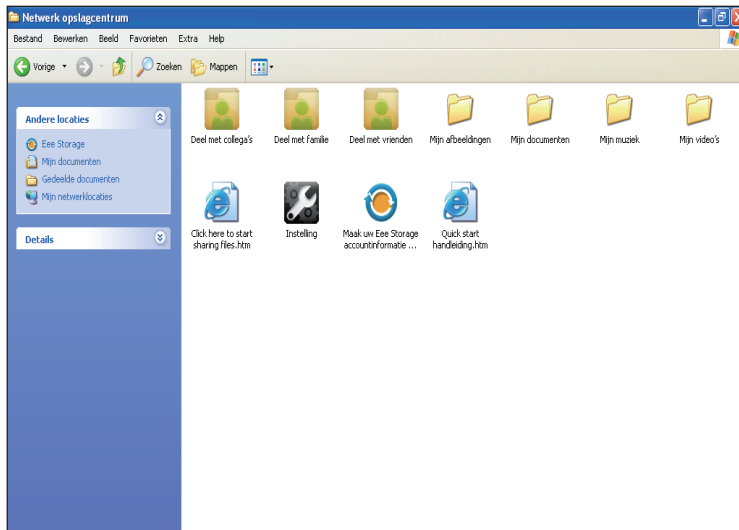 Netwerk opslagcentrum
Bestand Bewerken Beeld Favorieten Extra Help
Vorige Zoeken Mappen
Andere locaties
Eee Storage
Mijn documenten
Gedeelde documenten
Mijn netwerklocaties
Details
Deel met collega's Deel met familie Deel met vrienden Mijn afbeeldingen Mijn documenten Mijn muziek Mijn video's
Click here to start Instelling Maak uw Eee Storage Quick start
sharing files.htm accountinformatie ... handleiding.htm